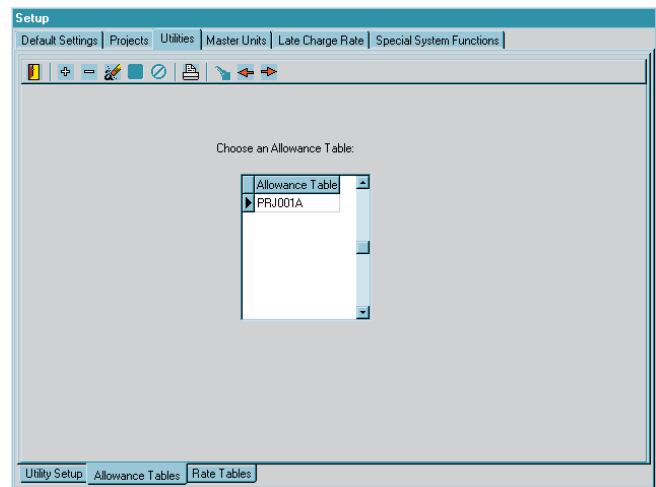 Setup
Default Settings Projects Utilities Master Units Late Charge Rate Special System Functions
Choose an Allowance Table:
Allowance Table
PRJ001A
Utility Setup Allowance Tables Rate Tables